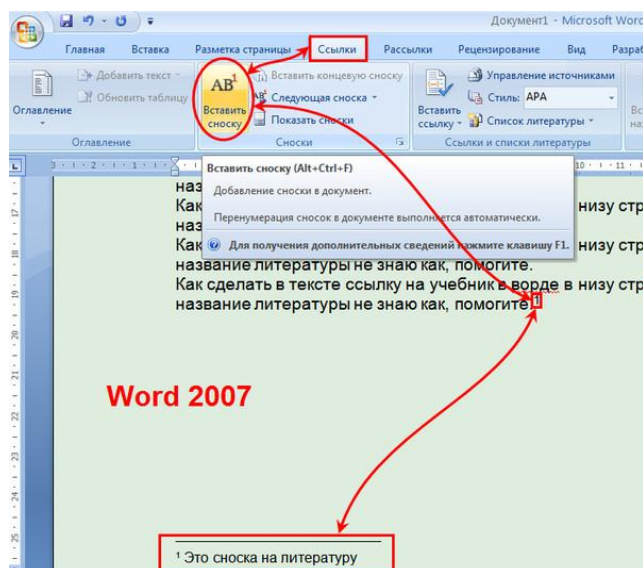 Документ1 - Microsoft Word
Главная Вставка Разметка страницы Ссылки Рассылки Рецензирование Вид Разраб
Добавить текст
Обновить таблицу
Оглавление
Оглавление
AB¹
Вставить сноску
Вставить концевую сноску
Следующая сноска
Показать сноски
Сноски
Вставить ссылку
Управление источниками
Стиль: APA
Список литературы
Ссылки и списки литературы
Вставить сноску (Alt+Ctrl+F)
Добавление сноски в документ.
Перенумерация сносок в документе выполняется автоматически.
Для получения дополнительных сведений нажмите клавишу F1.
наз
Как низу стр
наз
Как низу стр
название литературы не знаю как, помогите.
Как сделать в тексте ссылку на учебник в ворде в низу стр
название литературы не знаю как, помогите.¹
Word 2007
¹ Это сноска на литературу